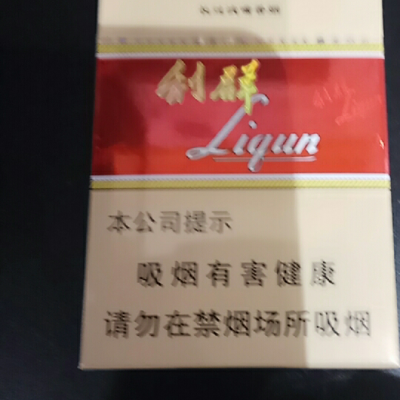 利群
Liqun
本公司提示
吸烟有害健康
请勿在禁烟场所吸烟